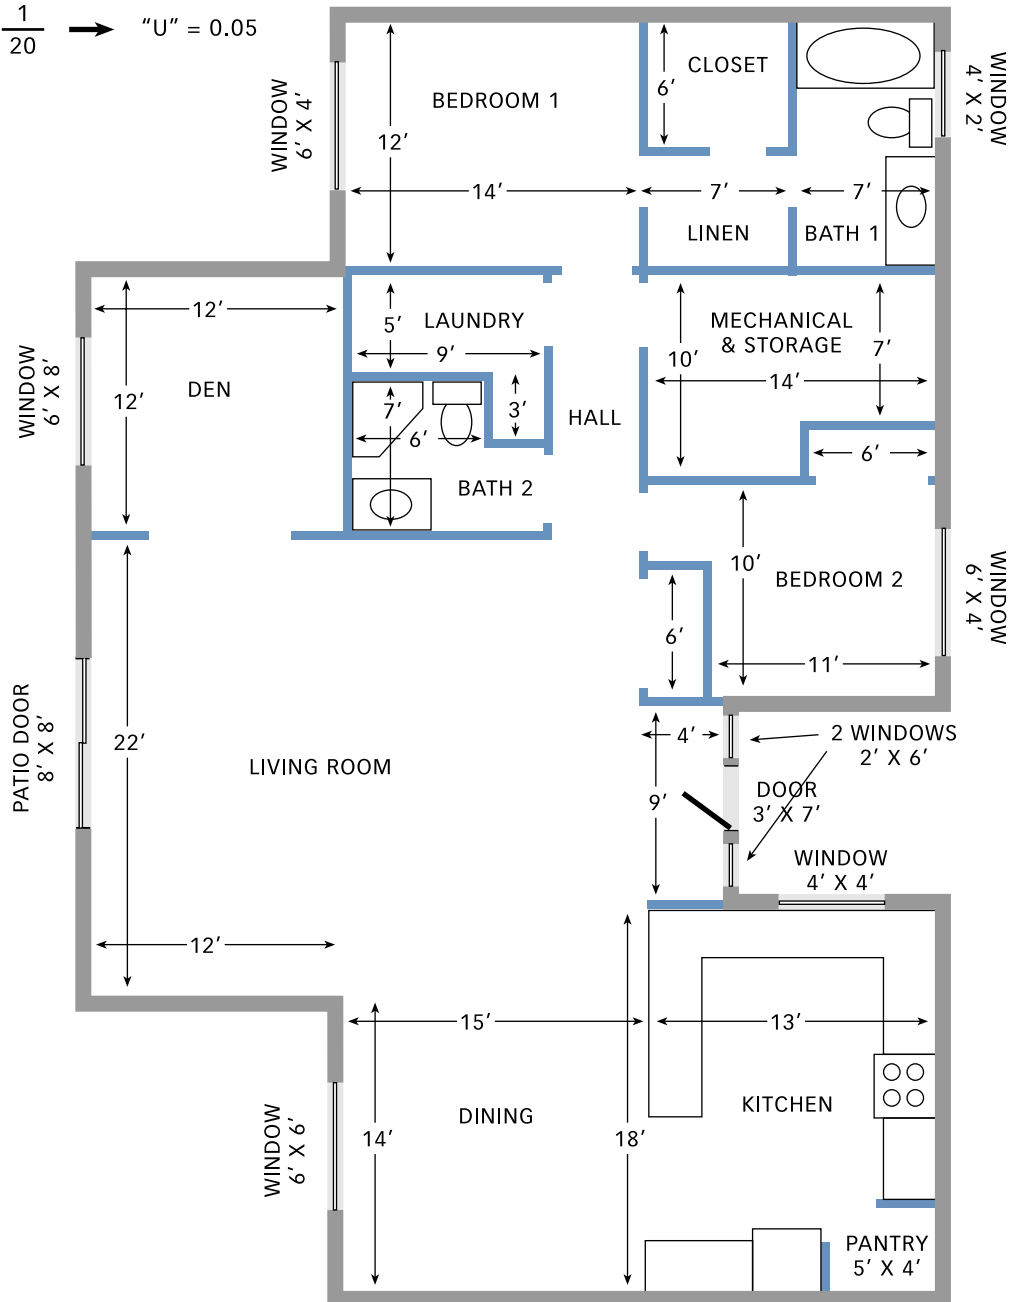 1
20
“U” = 0.05
WINDOW
6′ X 4′
BEDROOM 1
12′
14′
CLOSET
6′
7′
LINEN
7′
BATH 1
WINDOW
4′ X 2′
12′
DEN
12′
WINDOW
6′ X 8′
5′
LAUNDRY
9′
3′
7′
6′
BATH 2
HALL
MECHANICAL
& STORAGE
10′
7′
14′
6′
10′
BEDROOM 2
11′
6′
WINDOW
6′ X 4′
PATIO DOOR
8′ X 8′
22′
LIVING ROOM
12′
4′
9′
2 WINDOWS
2′ X 6′
DOOR
3′ X 7′
WINDOW
4′ X 4′
15′
13′
DINING
14′
18′
KITCHEN
WINDOW
6′ X 6′
PANTRY
5′ X 4′